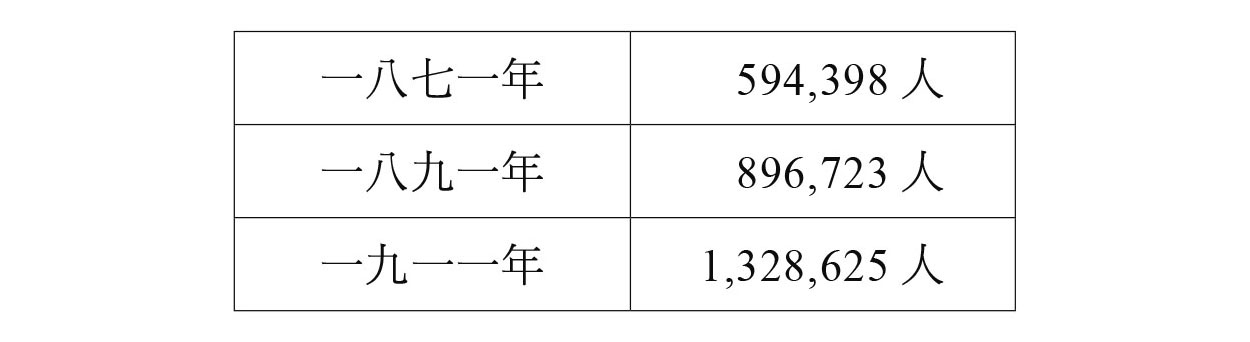 一八七一年 594,398 人
一八九一年 896,723 人
一九一一年 1,328,625 人